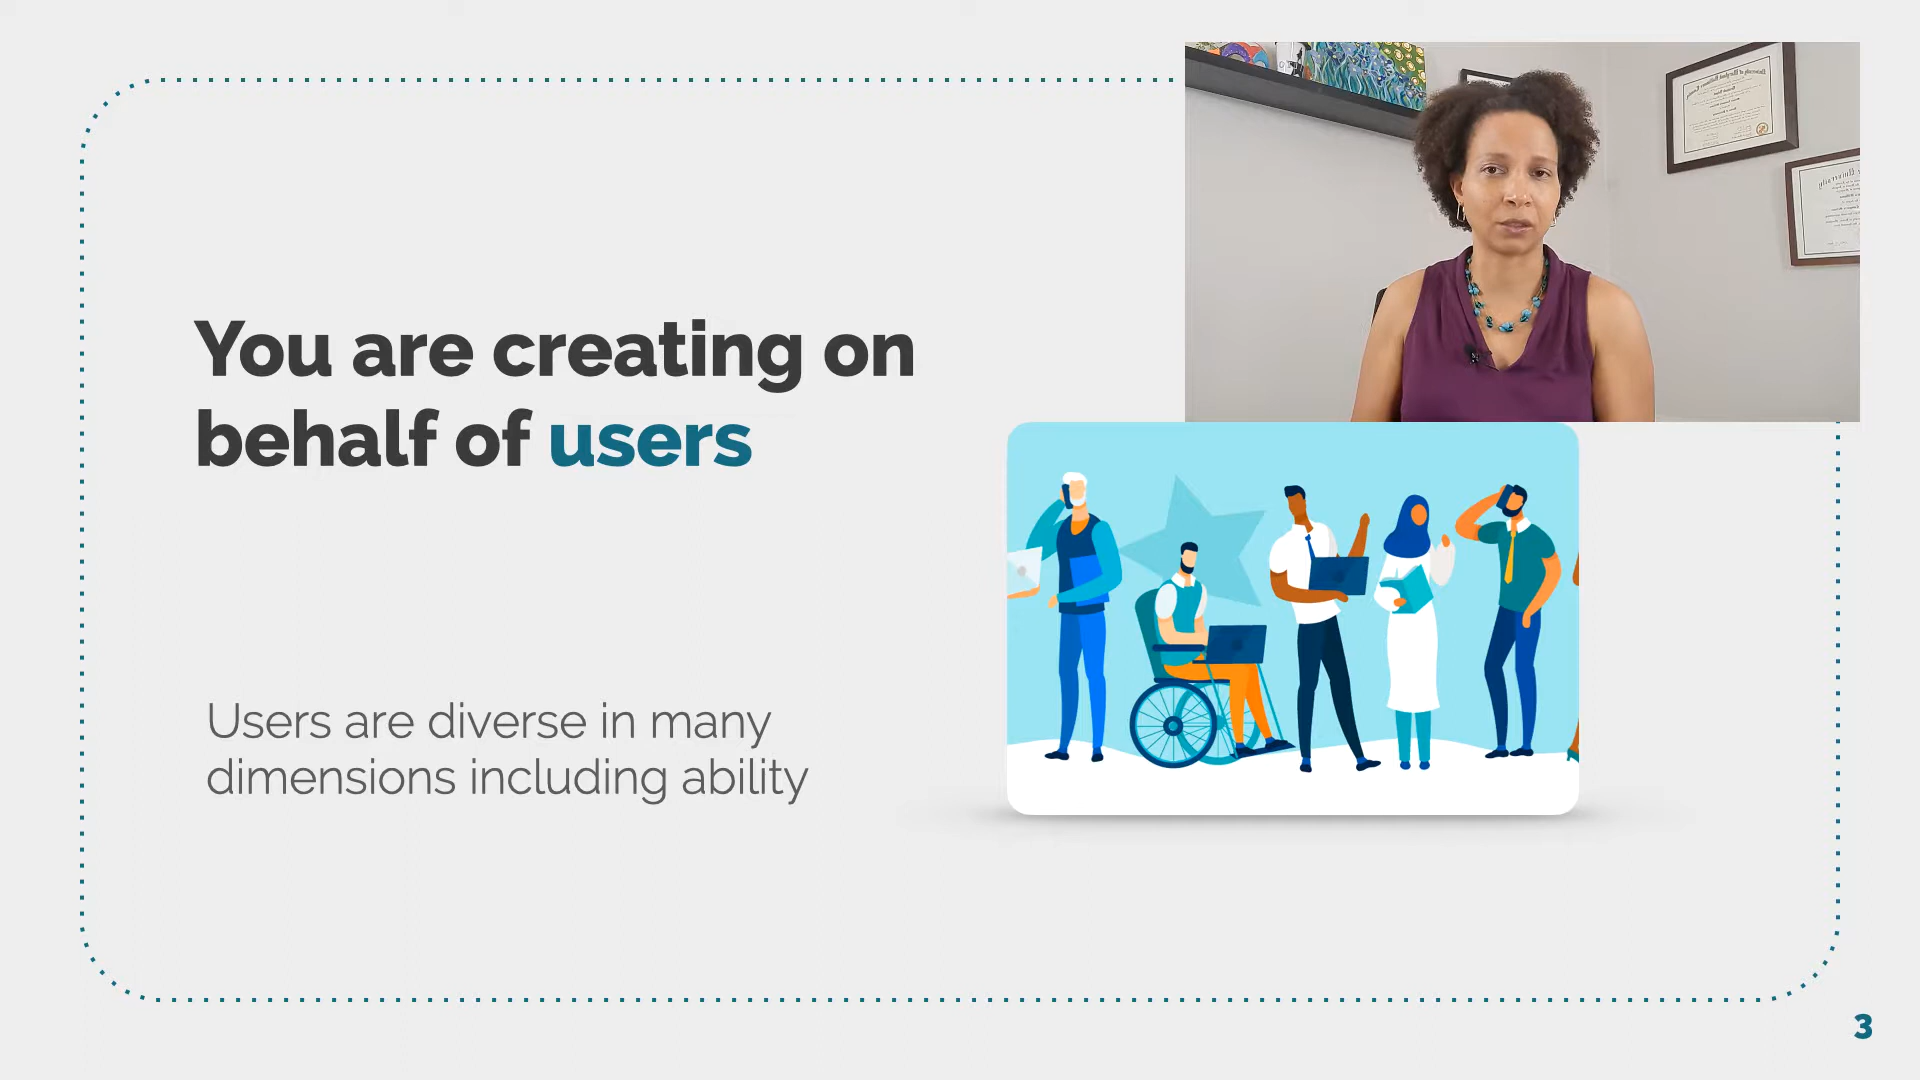 You are creating on
behalf of users
Users are diverse in many
dimensions including ability
3